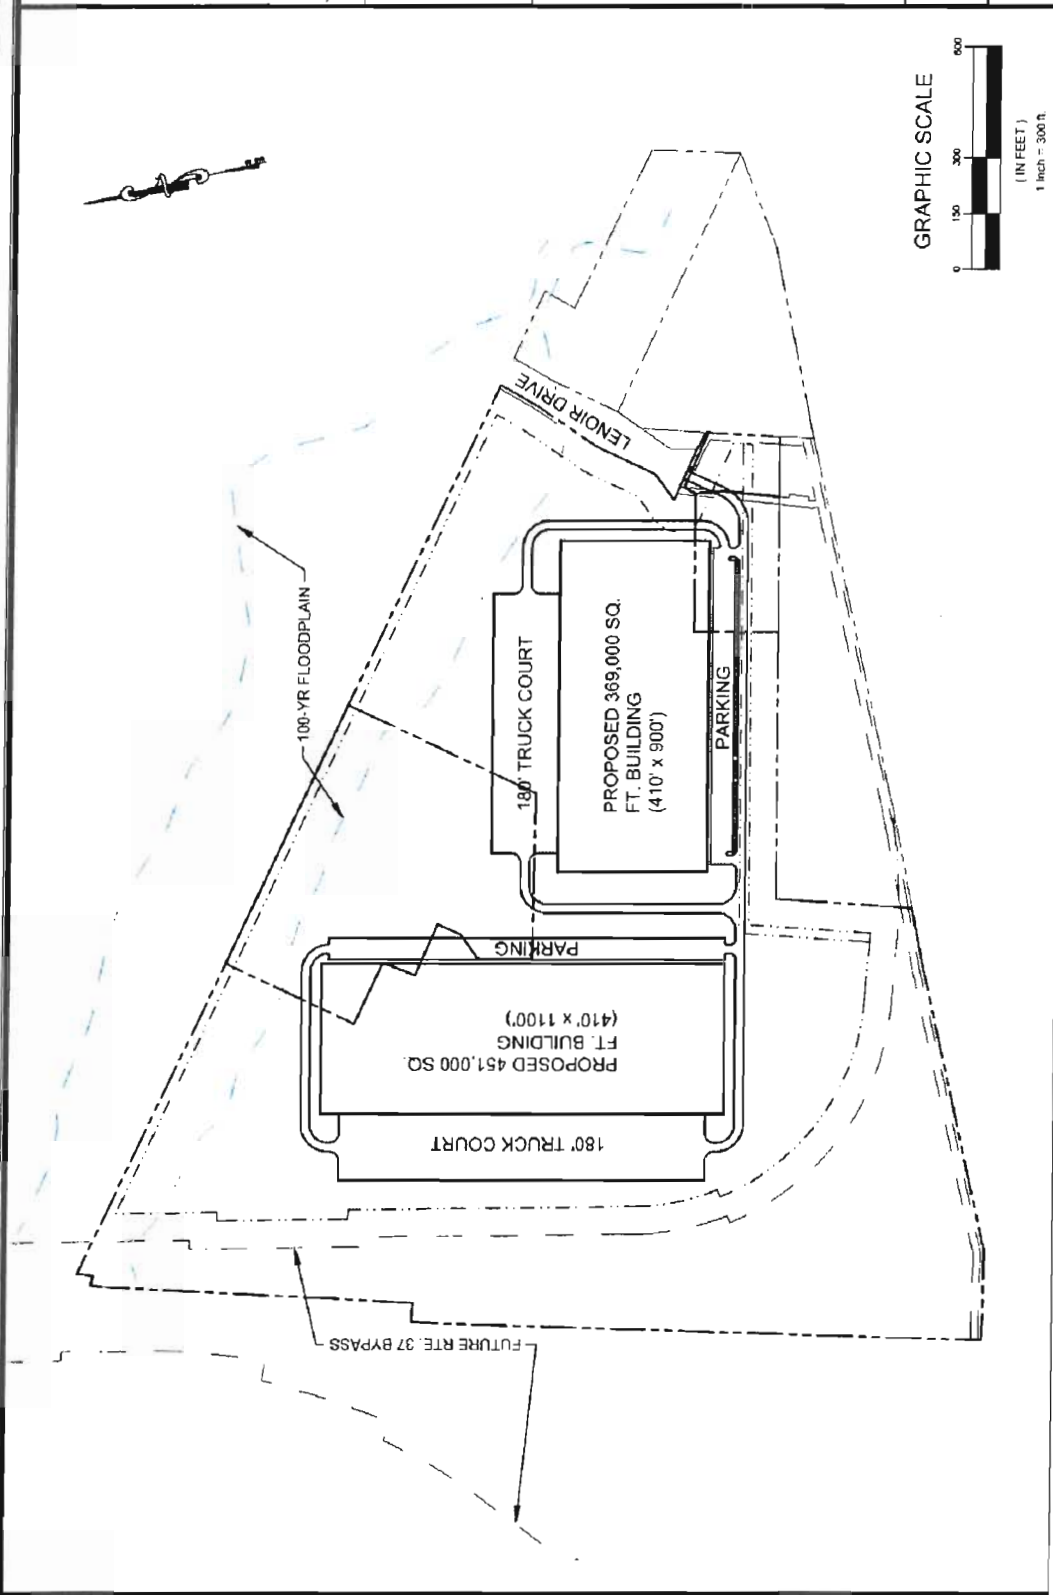 GRAPHIC SCALE
0 150 300 600
( IN FEET )
1 inch = 300 ft.
N
100-YR FLOODPLAIN
LENOIR DRIVE
180' TRUCK COURT
PROPOSED 369,000 SQ.
FT. BUILDING
(410' x 900')
PARKING
PARKING
PROPOSED 451,000 SQ.
FT. BUILDING
(410' x 1100')
180' TRUCK COURT
FUTURE RTE. 37 BYPASS